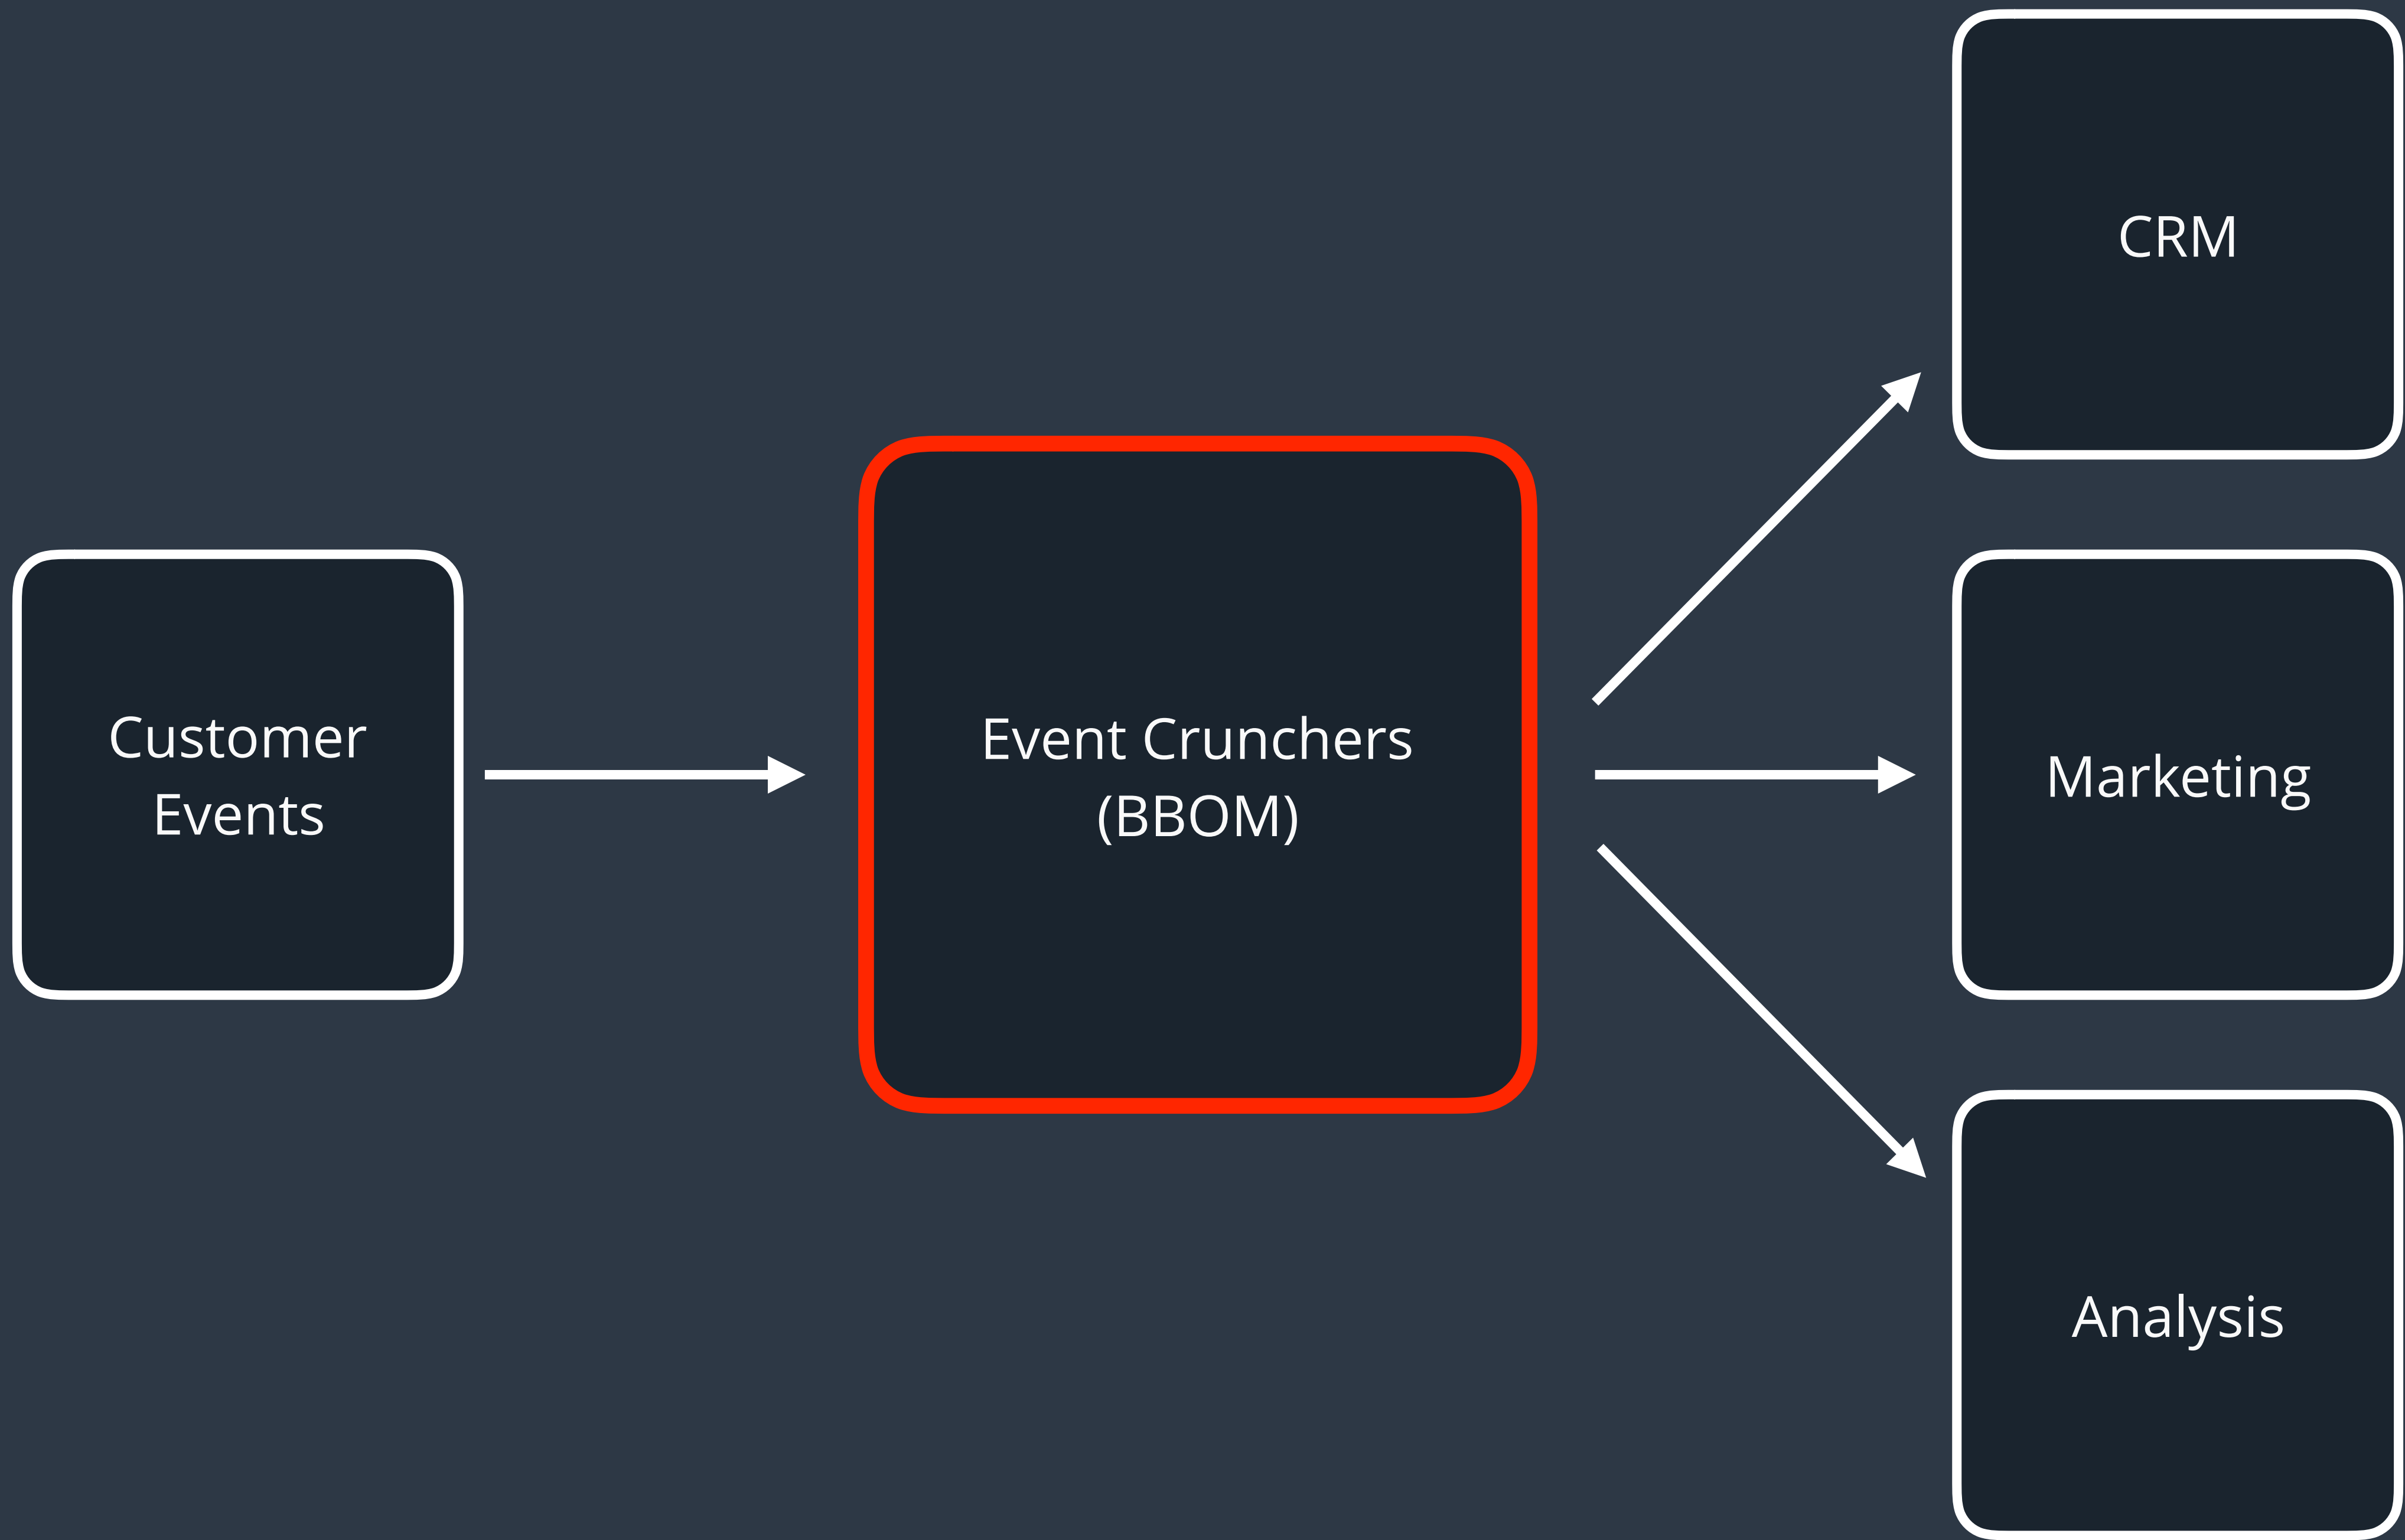 CRM
Customer
Events
Event Crunchers
(BBOM)
Marketing
Analysis